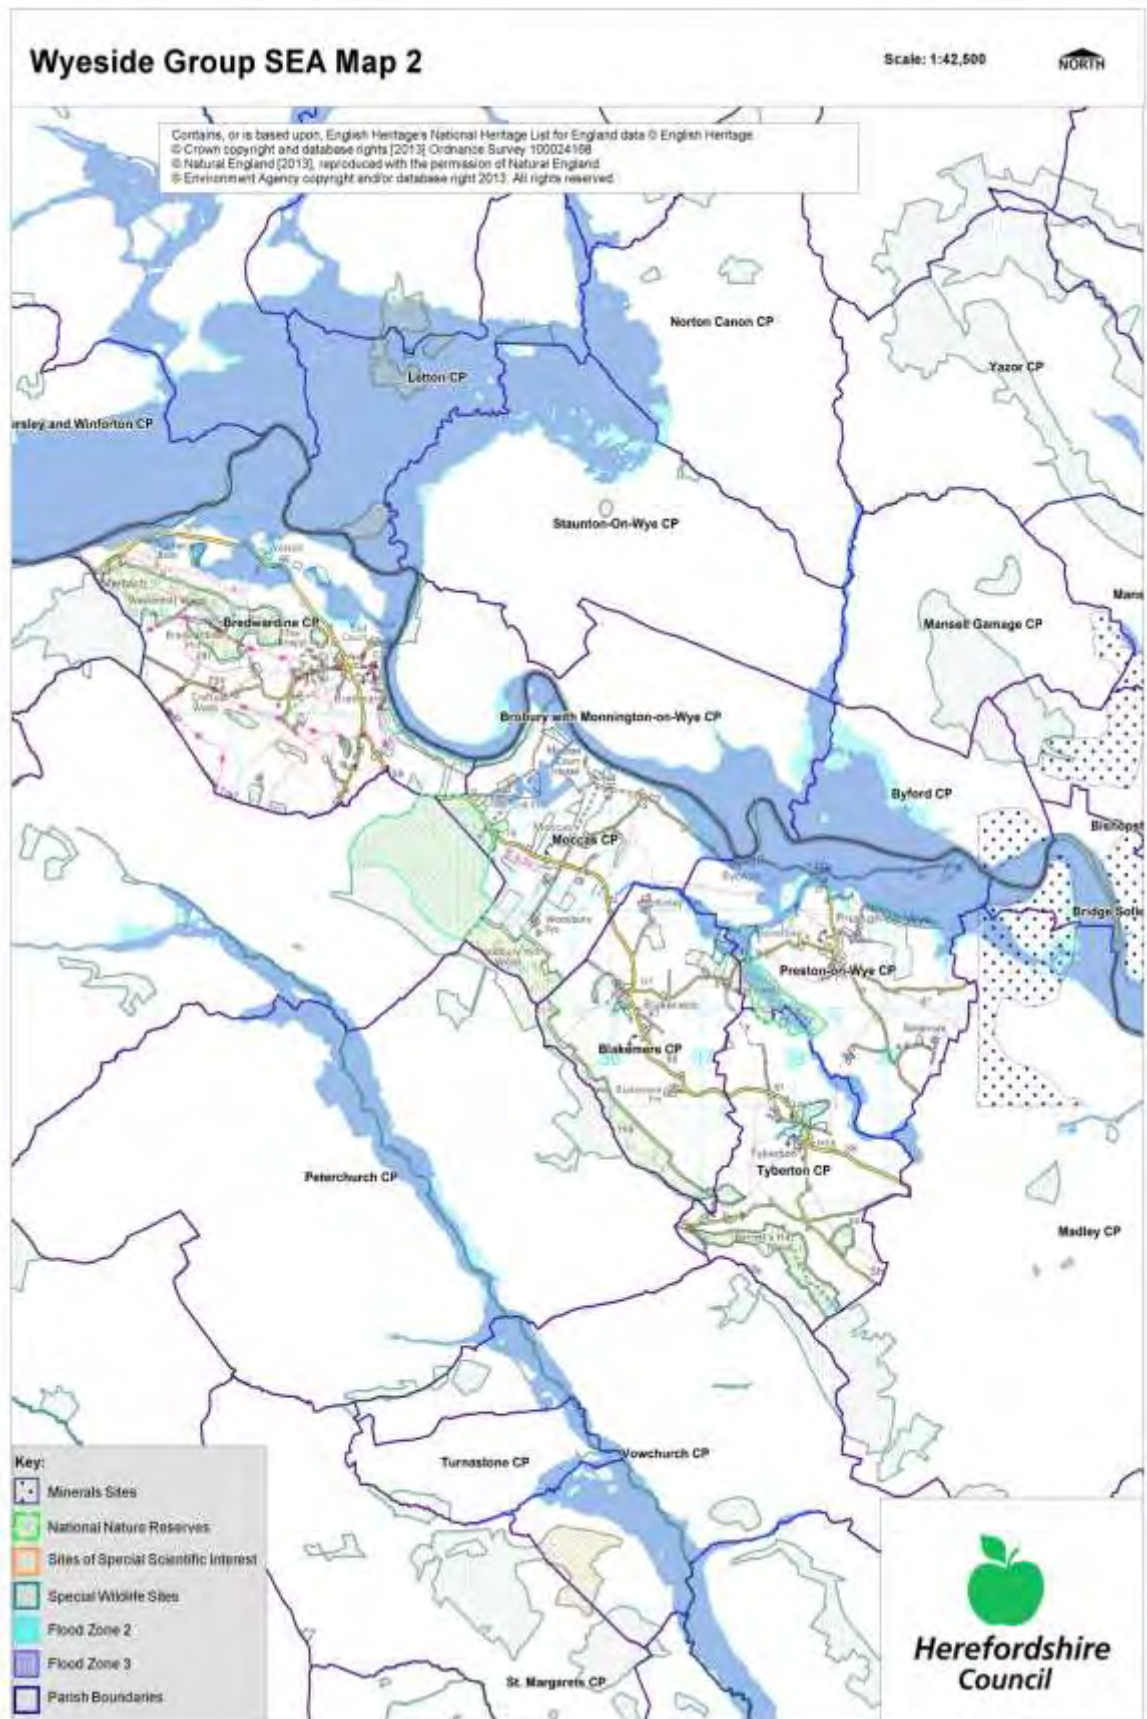 Wyeside Group SEA Map 2
Scale: 1:42,500
NORTH
Contains, or is based upon, English Heritage's National Heritage List for England data © English Heritage.
© Crown copyright and database rights [2013] Ordnance Survey 100024168
© Natural England [2013], reproduced with the permission of Natural England.
© Environment Agency copyright and/or database right 2013. All rights reserved.
Norton Canon CP
Yazor CP
Letton CP
rsley and Winforton CP
Staunton-On-Wye CP
Mans
Bredwardine CP
Mansell Gamage CP
Brobury with Monnington-on-Wye CP
Byford CP
Bishopst
Moccas CP
Bridge Solle
Preston-on-Wye CP
Blakemere CP
Tyberton CP
Peterchurch CP
Madley CP
Vowchurch CP
Turnastone CP
St. Margarets CP
Key:
Minerals Sites
National Nature Reserves
Sites of Special Scientific Interest
Special Wildlife Sites
Flood Zone 2
Flood Zone 3
Parish Boundaries
Herefordshire
Council